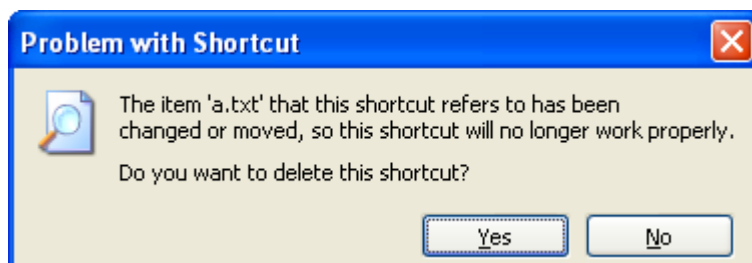 Problem with Shortcut
The item 'a.txt' that this shortcut refers to has been
changed or moved, so this shortcut will no longer work properly.
Do you want to delete this shortcut?
Yes No